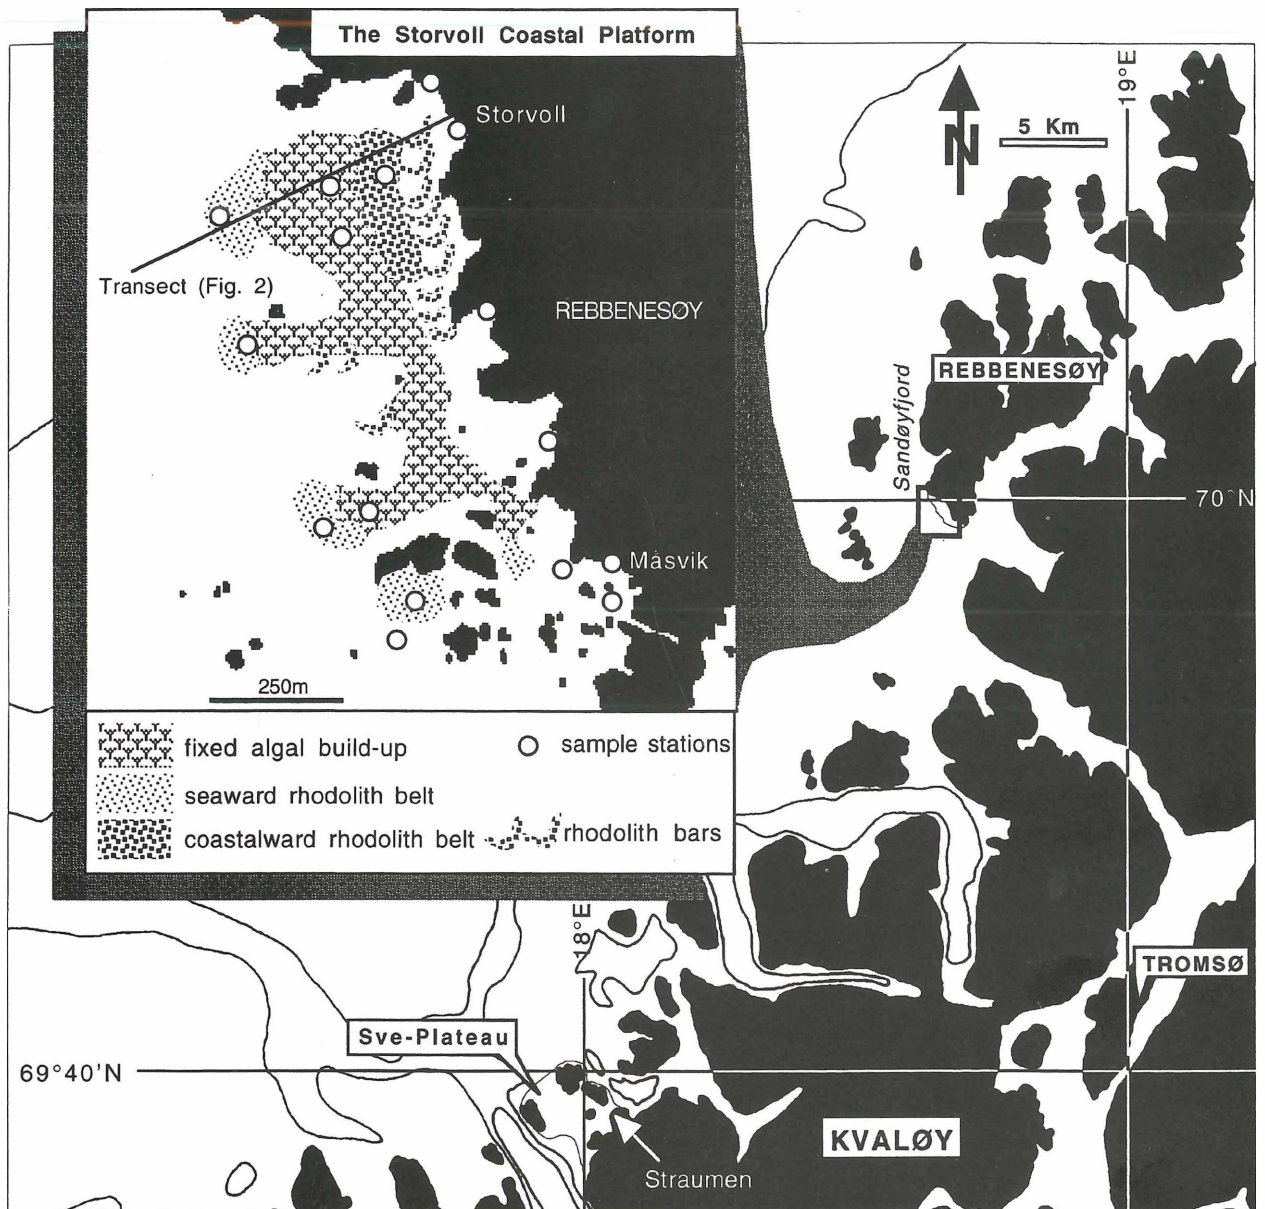 The Storvoll Coastal Platform
Storvoll
Transect (Fig. 2)
REBBENESØY
Måsvik
250m
fixed algal build-up
sample stations
seaward rhodolith belt
coastalward rhodolith belt
rhodolith bars
N
5 Km
19°E
REBBENESØY
Sandøyfjord
70°N
18°E
TROMSØ
Sve-Plateau
69°40'N
KVALØY
Straumen